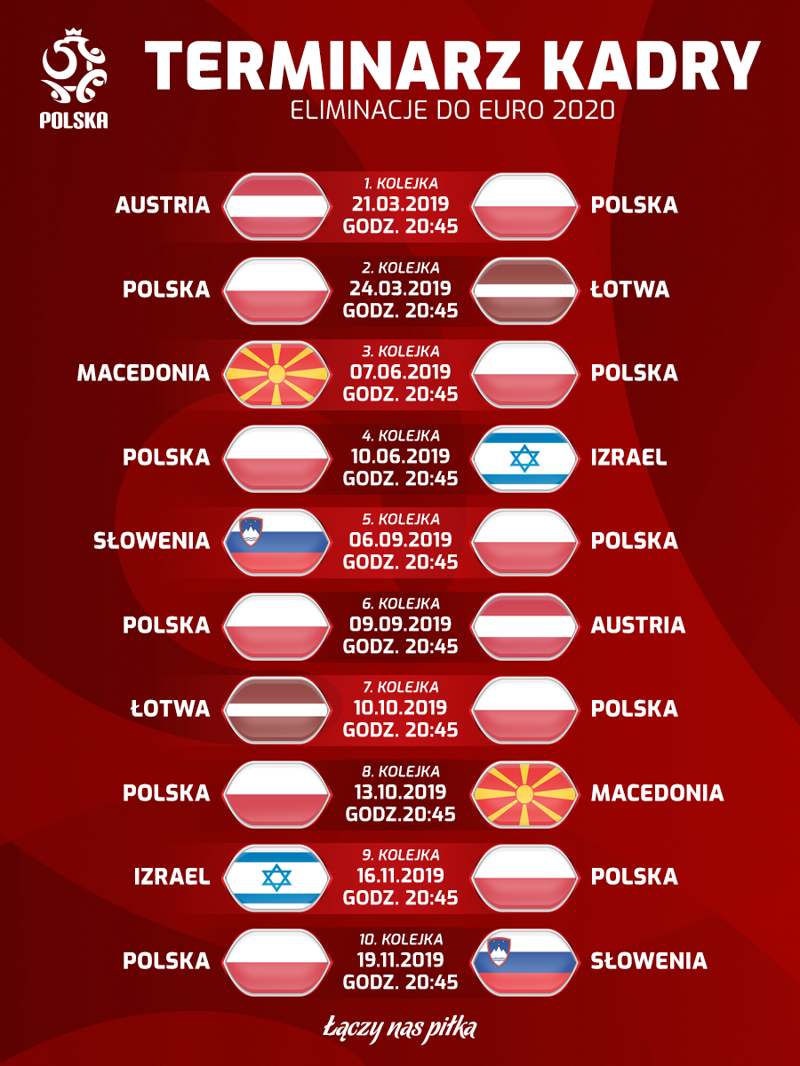 POLSKA
TERMINARZ KADRY
ELIMINACJE DO EURO 2020
AUSTRIA
1. KOLEJKA
21.03.2019
GODZ. 20:45
POLSKA
POLSKA
2. KOLEJKA
24.03.2019
GODZ. 20:45
ŁOTWA
MACEDONIA
3. KOLEJKA
07.06.2019
GODZ. 20:45
POLSKA
POLSKA
4. KOLEJKA
10.06.2019
GODZ. 20:45
IZRAEL
SŁOWENIA
5. KOLEJKA
06.09.2019
GODZ. 20:45
POLSKA
POLSKA
6. KOLEJKA
09.09.2019
GODZ. 20:45
AUSTRIA
ŁOTWA
7. KOLEJKA
10.10.2019
GODZ. 20:45
POLSKA
POLSKA
8. KOLEJKA
13.10.2019
GODZ.20:45
MACEDONIA
IZRAEL
9. KOLEJKA
16.11.2019
GODZ. 20:45
POLSKA
POLSKA
10. KOLEJKA
19.11.2019
GODZ. 20:45
SŁOWENIA
Łączy nas piłka